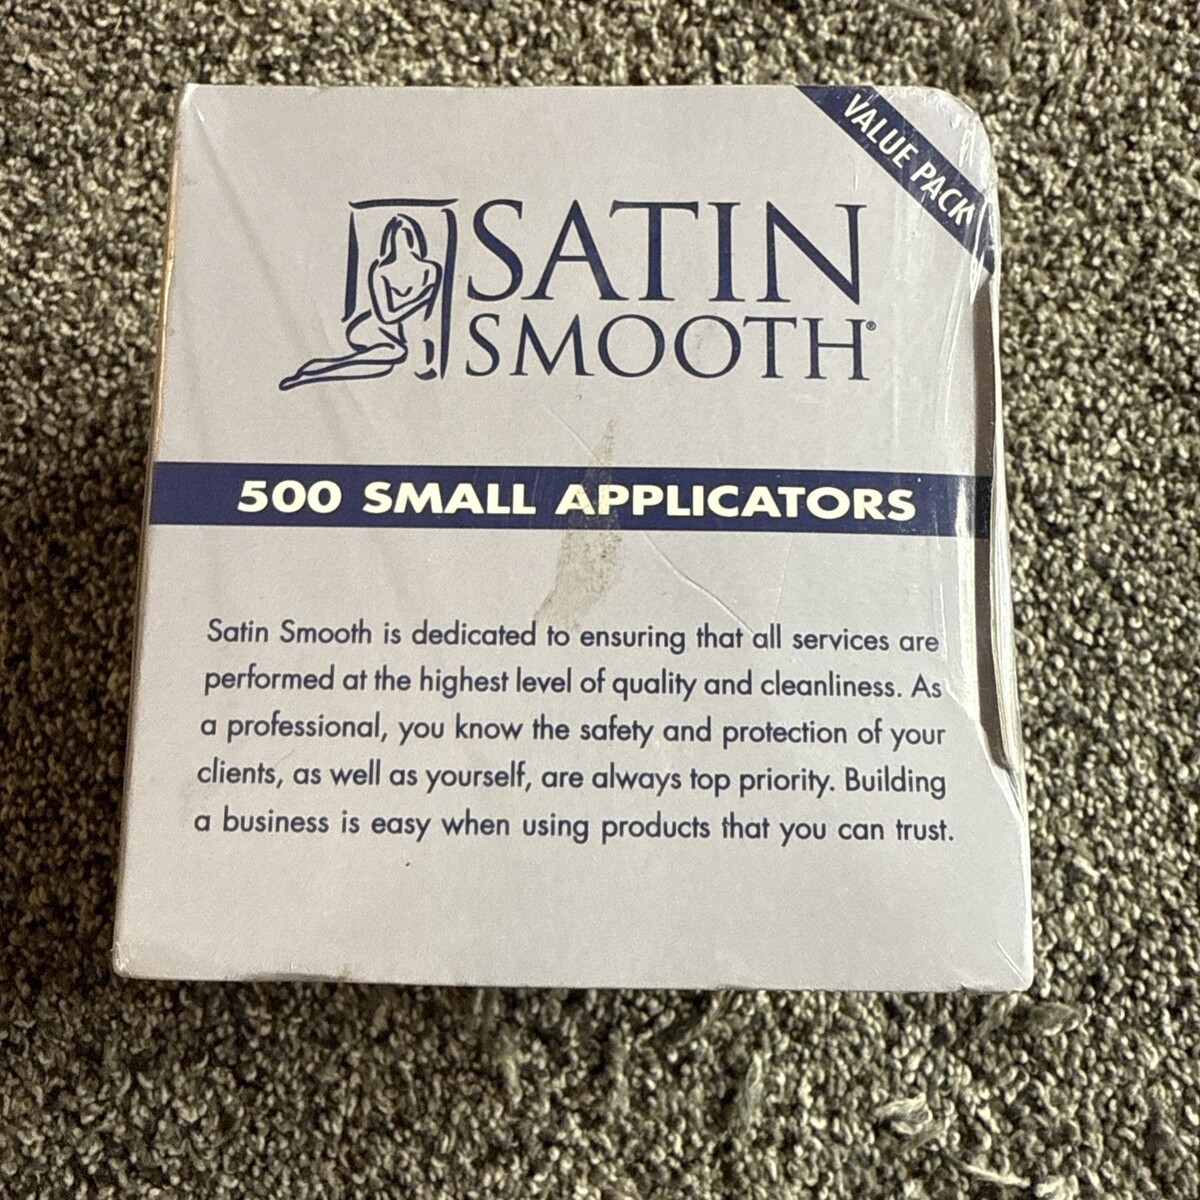 VALUE PACK
SATIN
SMOOTH®
500 SMALL APPLICATORS
Satin Smooth is dedicated to ensuring that all services are
performed at the highest level of quality and cleanliness. As
a professional, you know the safety and protection of your
clients, as well as yourself, are always top priority. Building
a business is easy when using products that you can trust.